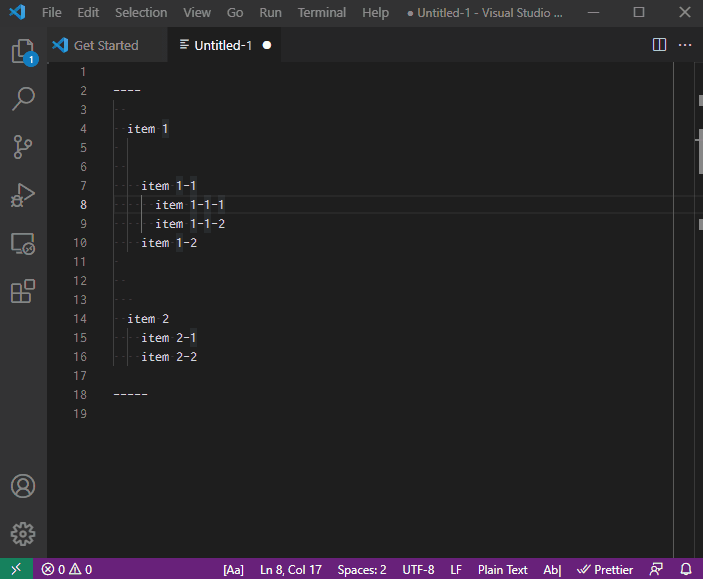 File Edit Selection View Go Run Terminal Help ● Untitled-1 - Visual Studio ...
Get Started Untitled-1 ●
1
1
2 ----
3
4 item 1
5
6
7 item 1-1
8 item 1-1-1
9 item 1-1-2
10 item 1-2
11
12
13
14 item 2
15 item 2-1
16 item 2-2
17
18 -----
19
0 0 [Aa] Ln 8, Col 17 Spaces: 2 UTF-8 LF Plain Text Ab| Prettier